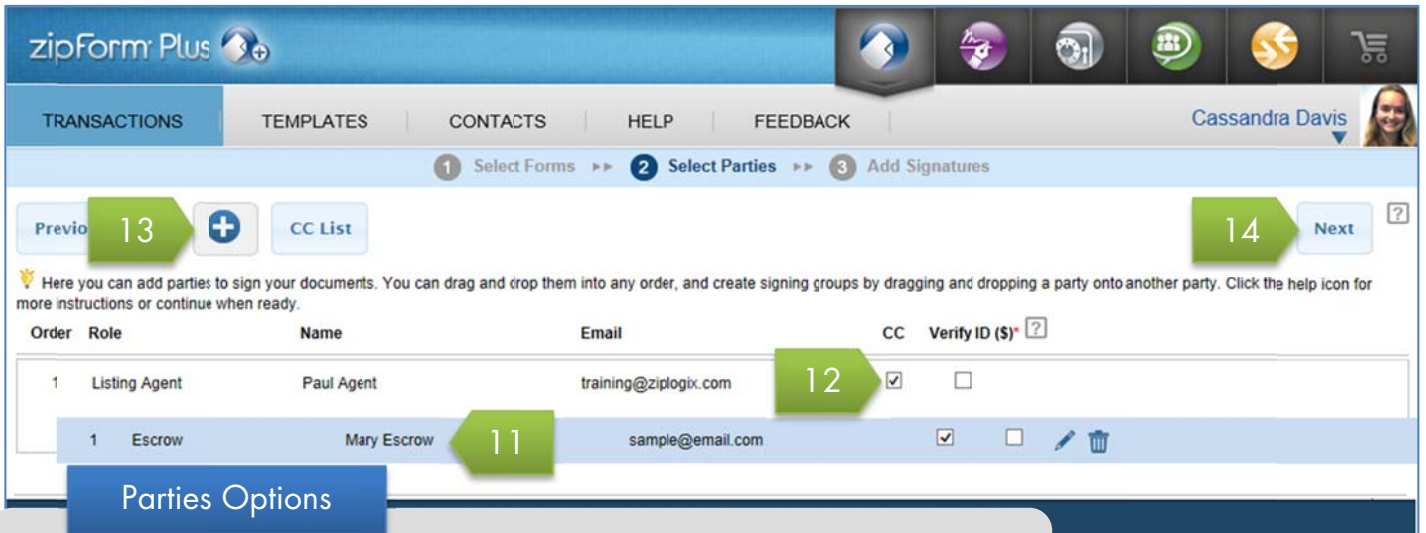 zipForm Plus
TRANSACTIONS TEMPLATES CONTACTS HELP FEEDBACK Cassandra Davis
1 Select Forms 2 Select Parties 3 Add Signatures
Previo 13 CC List 14 Next ?
Here you can add parties to sign your documents. You can drag and drop them into any order, and create signing groups by dragging and dropping a party onto another party. Click the help icon for
more instructions or continue when ready.
Order Role Name Email CC Verify ID ($)* ?
1 Listing Agent Paul Agent training@ziplogix.com 12
1 Escrow Mary Escrow 11 sample@email.com
Parties Options